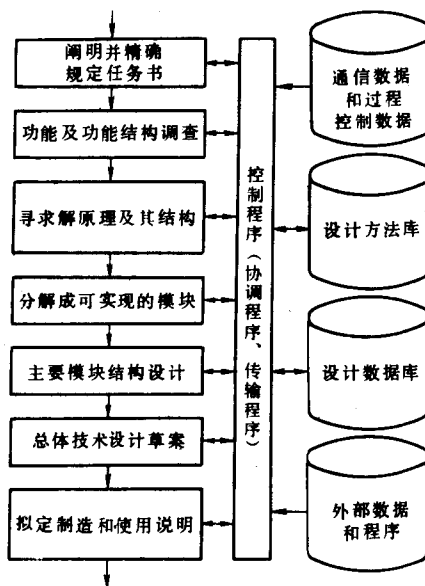 阐明并精确
规定任务书
功能及功能结构调查
寻求解原理及其结构
分解成可实现的模块
主要模块结构设计
总体技术设计草案
拟定制造和使用说明
控制程序（协调程序、传输程序）
通信数据
和过程
控制数据
设计方法库
设计数据库
外部数据
和程序